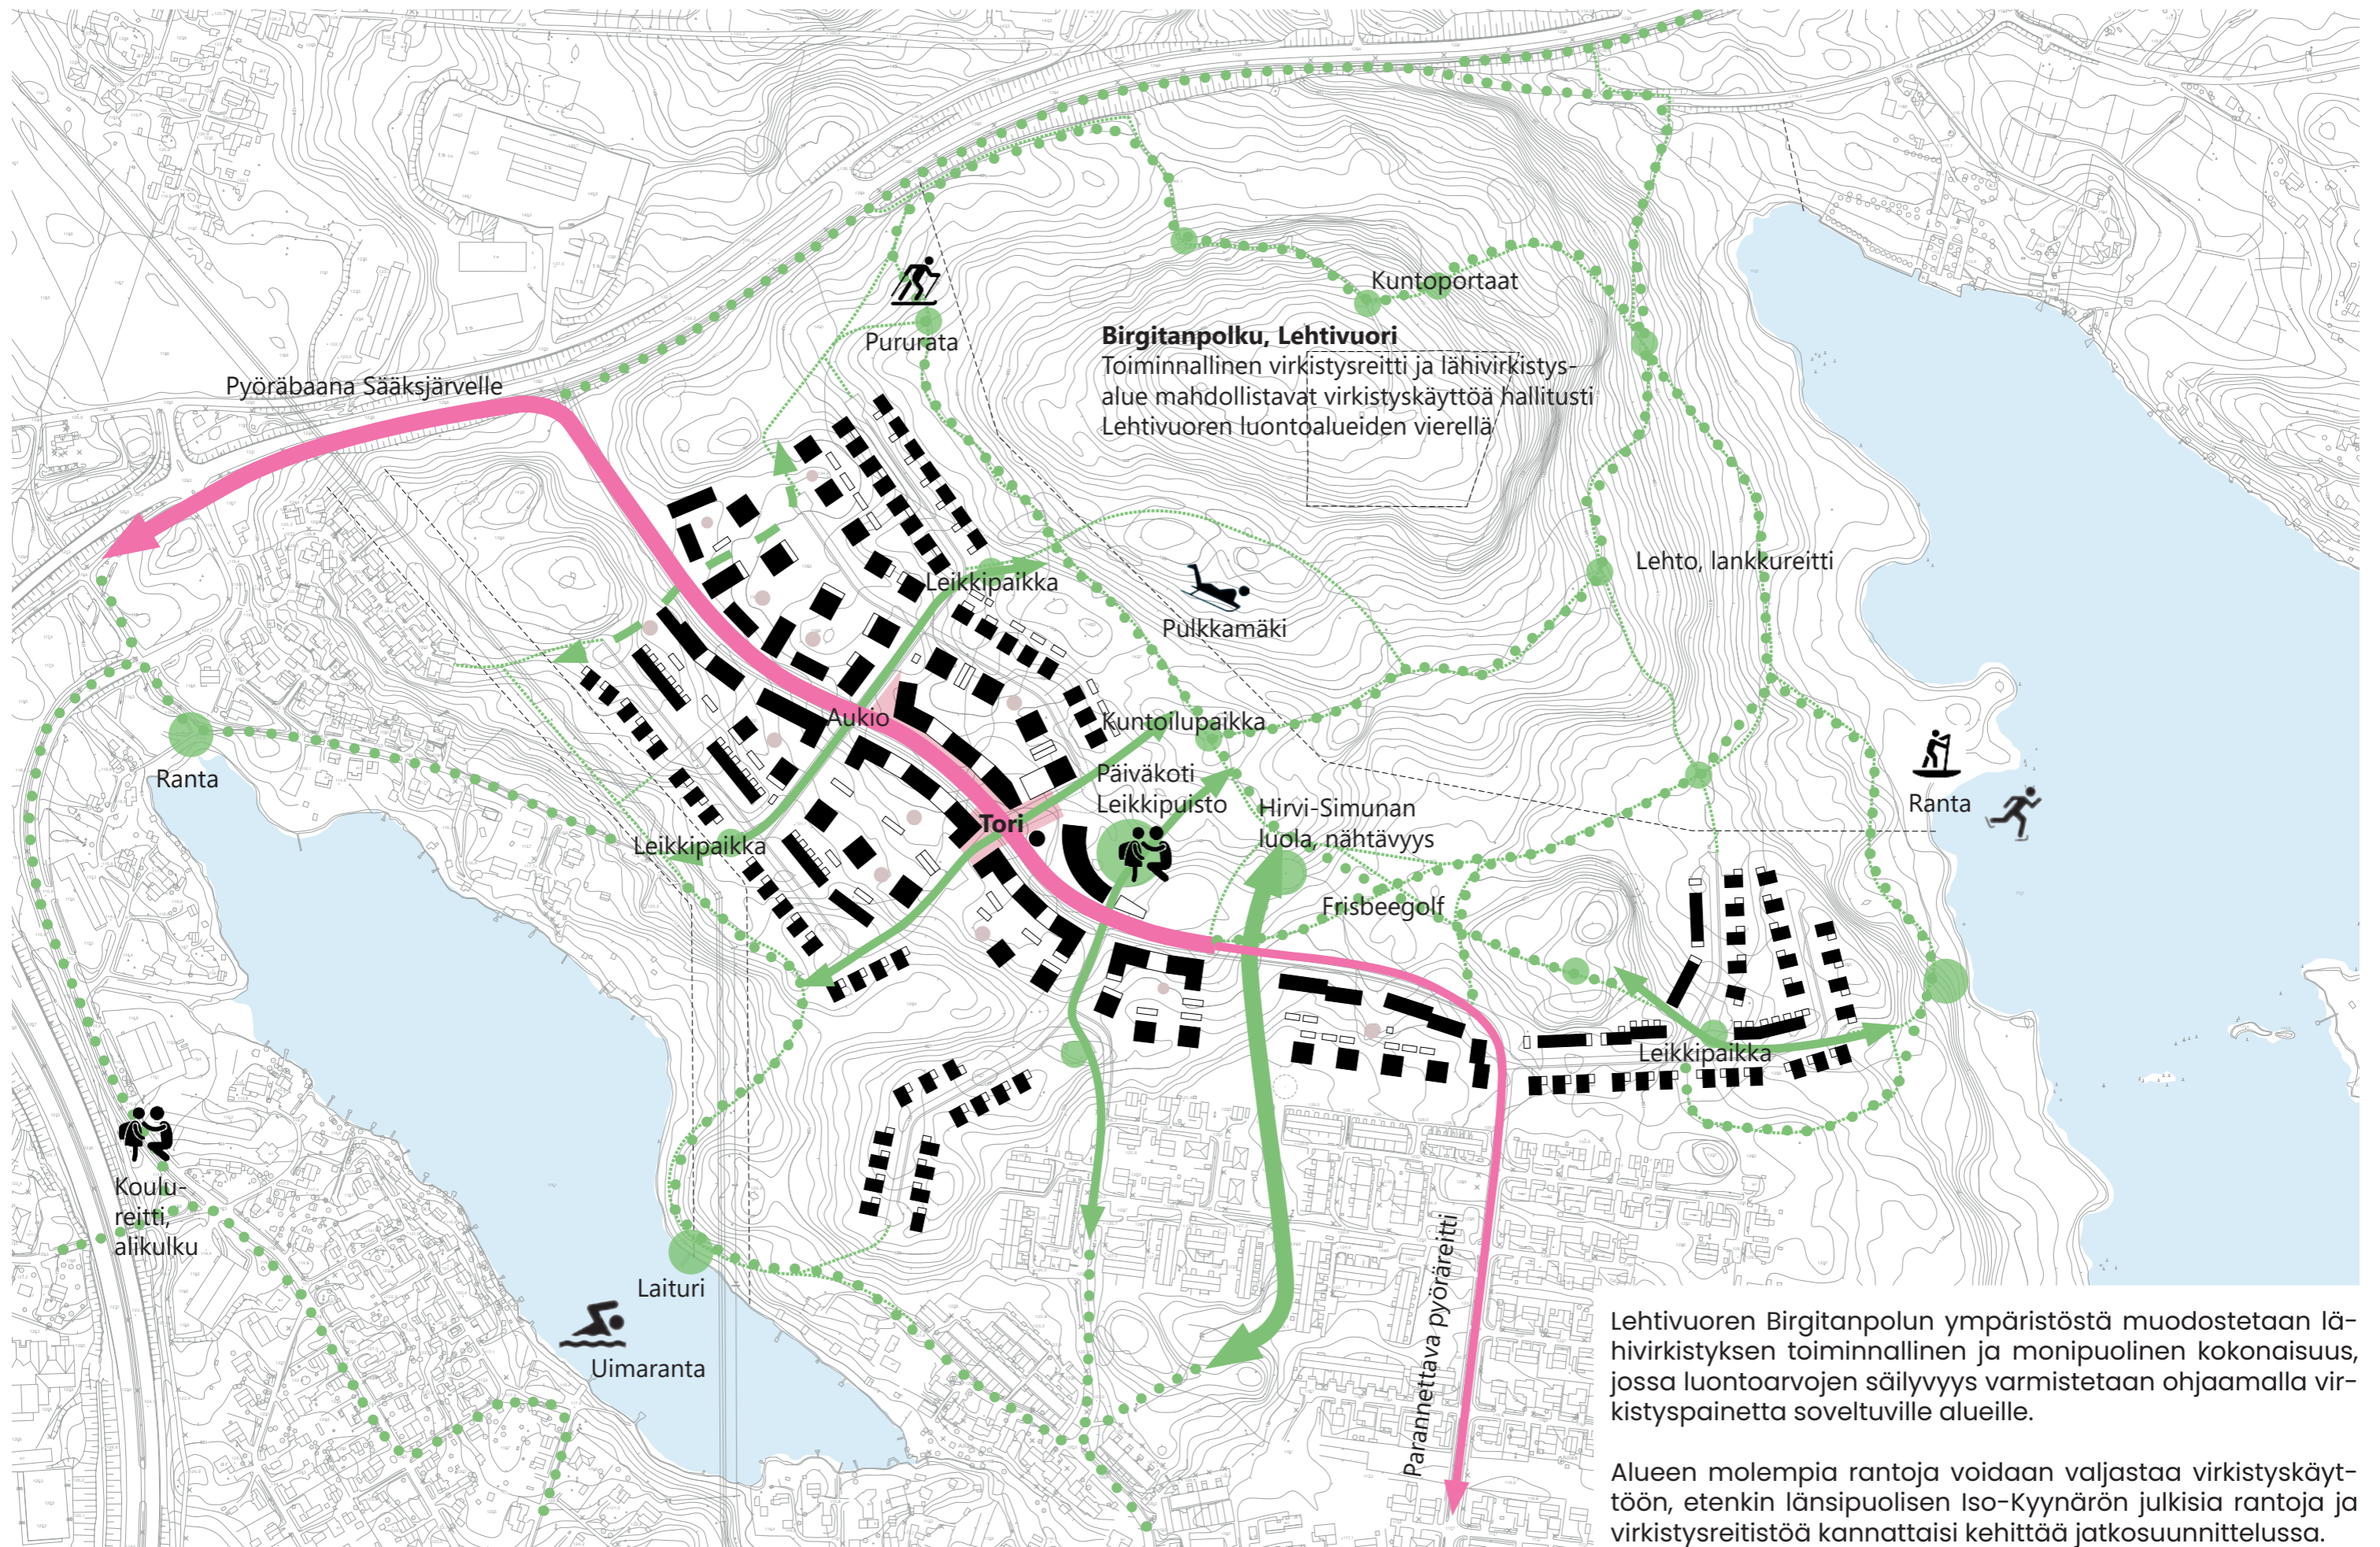 Kuntoportaat
Birgitanpolku, Lehtivuori
Toiminnallinen virkistysreitti ja lähivirkistys-
alue mahdollistavat virkistyskäyttöä hallitusti
Lehtivuoren luontoalueiden vierellä
Pururata
Pyöräbaana Sääksjärvelle
Lehto, lankkureitti
Leikkipaikka
Pulkkamäki
Aukio
Kuntoilupaikka
Ranta
Päiväkoti
Leikkipuisto
Hirvi-Simunan
luola, nähtävyys
Ranta
Tori
Leikkipaikka
Frisbeegolf
Leikkipaikka
Koulu-
reitti,
alikulku
Laituri
Uimaranta
Parannettava pyöräreitti
Lehtivuoren Birgitanpolun ympäristöstä muodostetaan lä-
hivirkistyksen toiminnallinen ja monipuolinen kokonaisuus,
jossa luontoarvojen säilyvyys varmistetaan ohjaamalla vir-
kistyspainetta soveltuville alueille.
Alueen molempia rantoja voidaan valjastaa virkistyskäyt-
töön, etenkin länsipuolisen Iso-Kyynärön julkisia rantoja ja
virkistysreitistöä kannattaisi kehittää jatkosuunnittelussa.